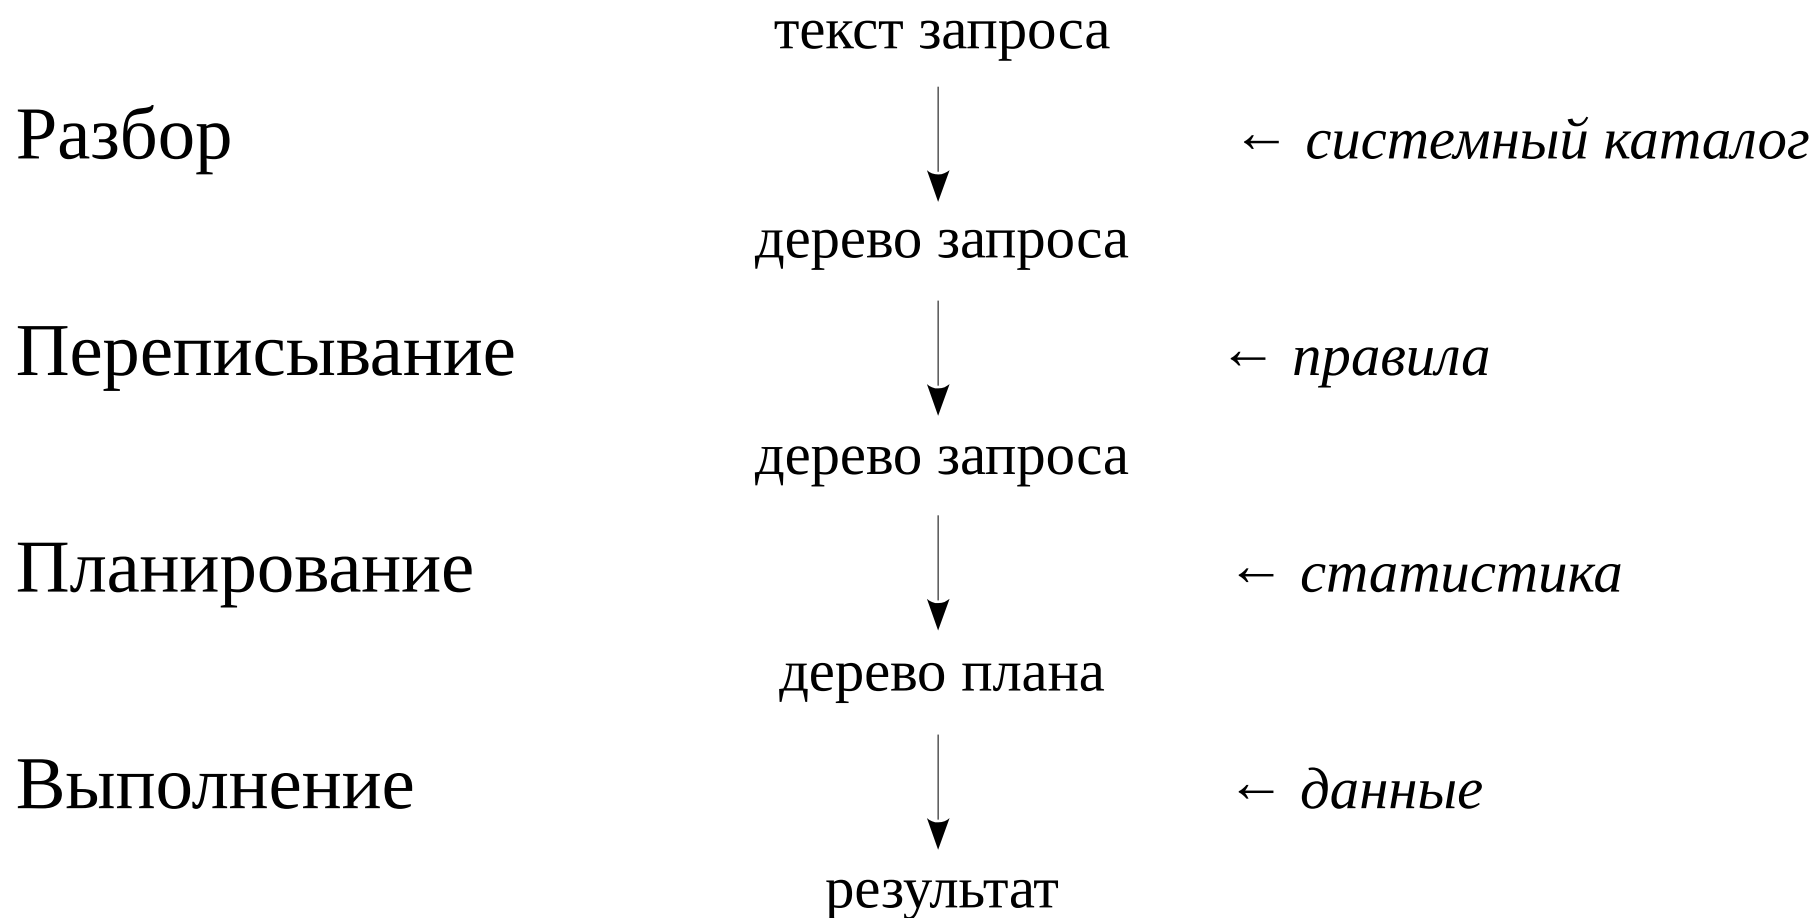 текст запроса
Разбор ← системный каталог
дерево запроса
Переписывание ← правила
дерево запроса
Планирование ← статистика
дерево плана
Выполнение ← данные
результат